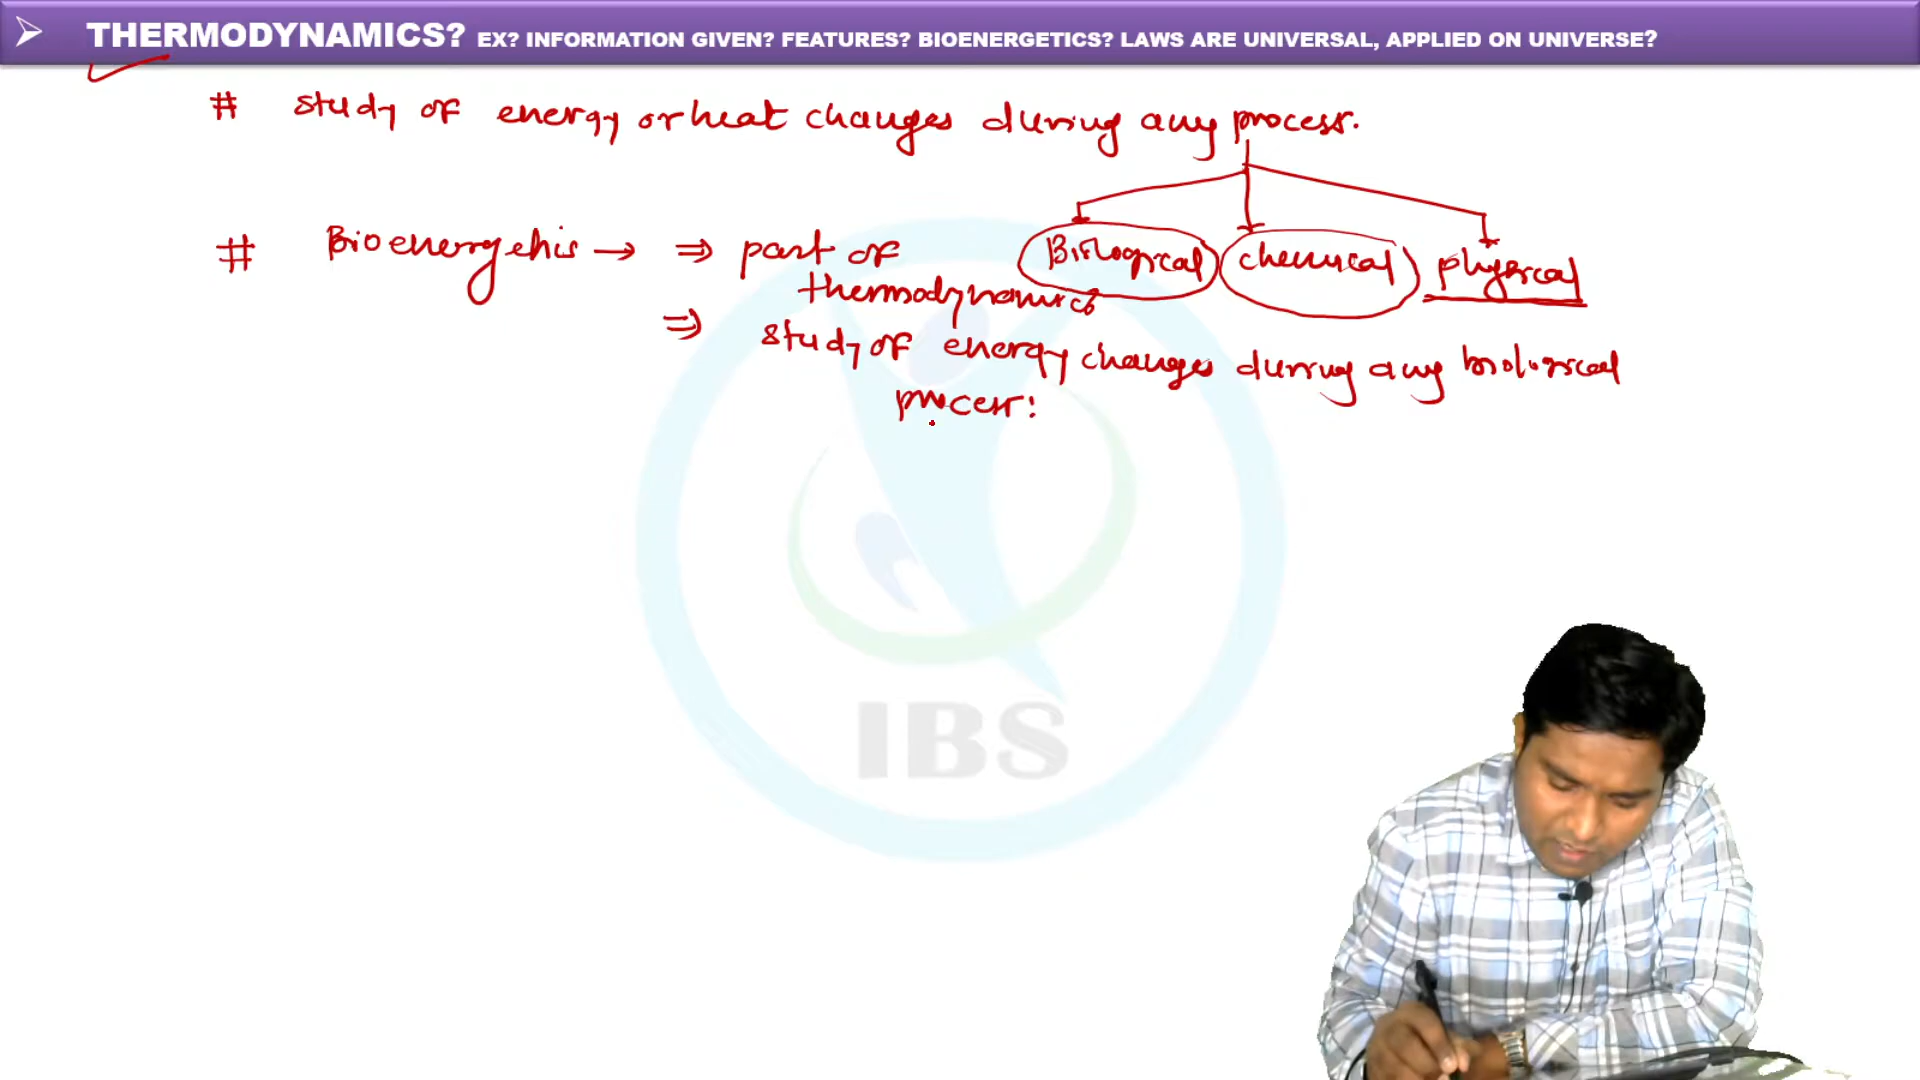 THERMODYNAMICS? EX? INFORMATION GIVEN? FEATURES? BIOENERGETICS? LAWS ARE UNIVERSAL, APPLIED ON UNIVERSE?
# study of energy or heat changes during any process.
Biological chemical physical
# Bioenergetics → ⇒ part of
thermodynamics
⇒ study of energy changes during any biological
process:
IBS